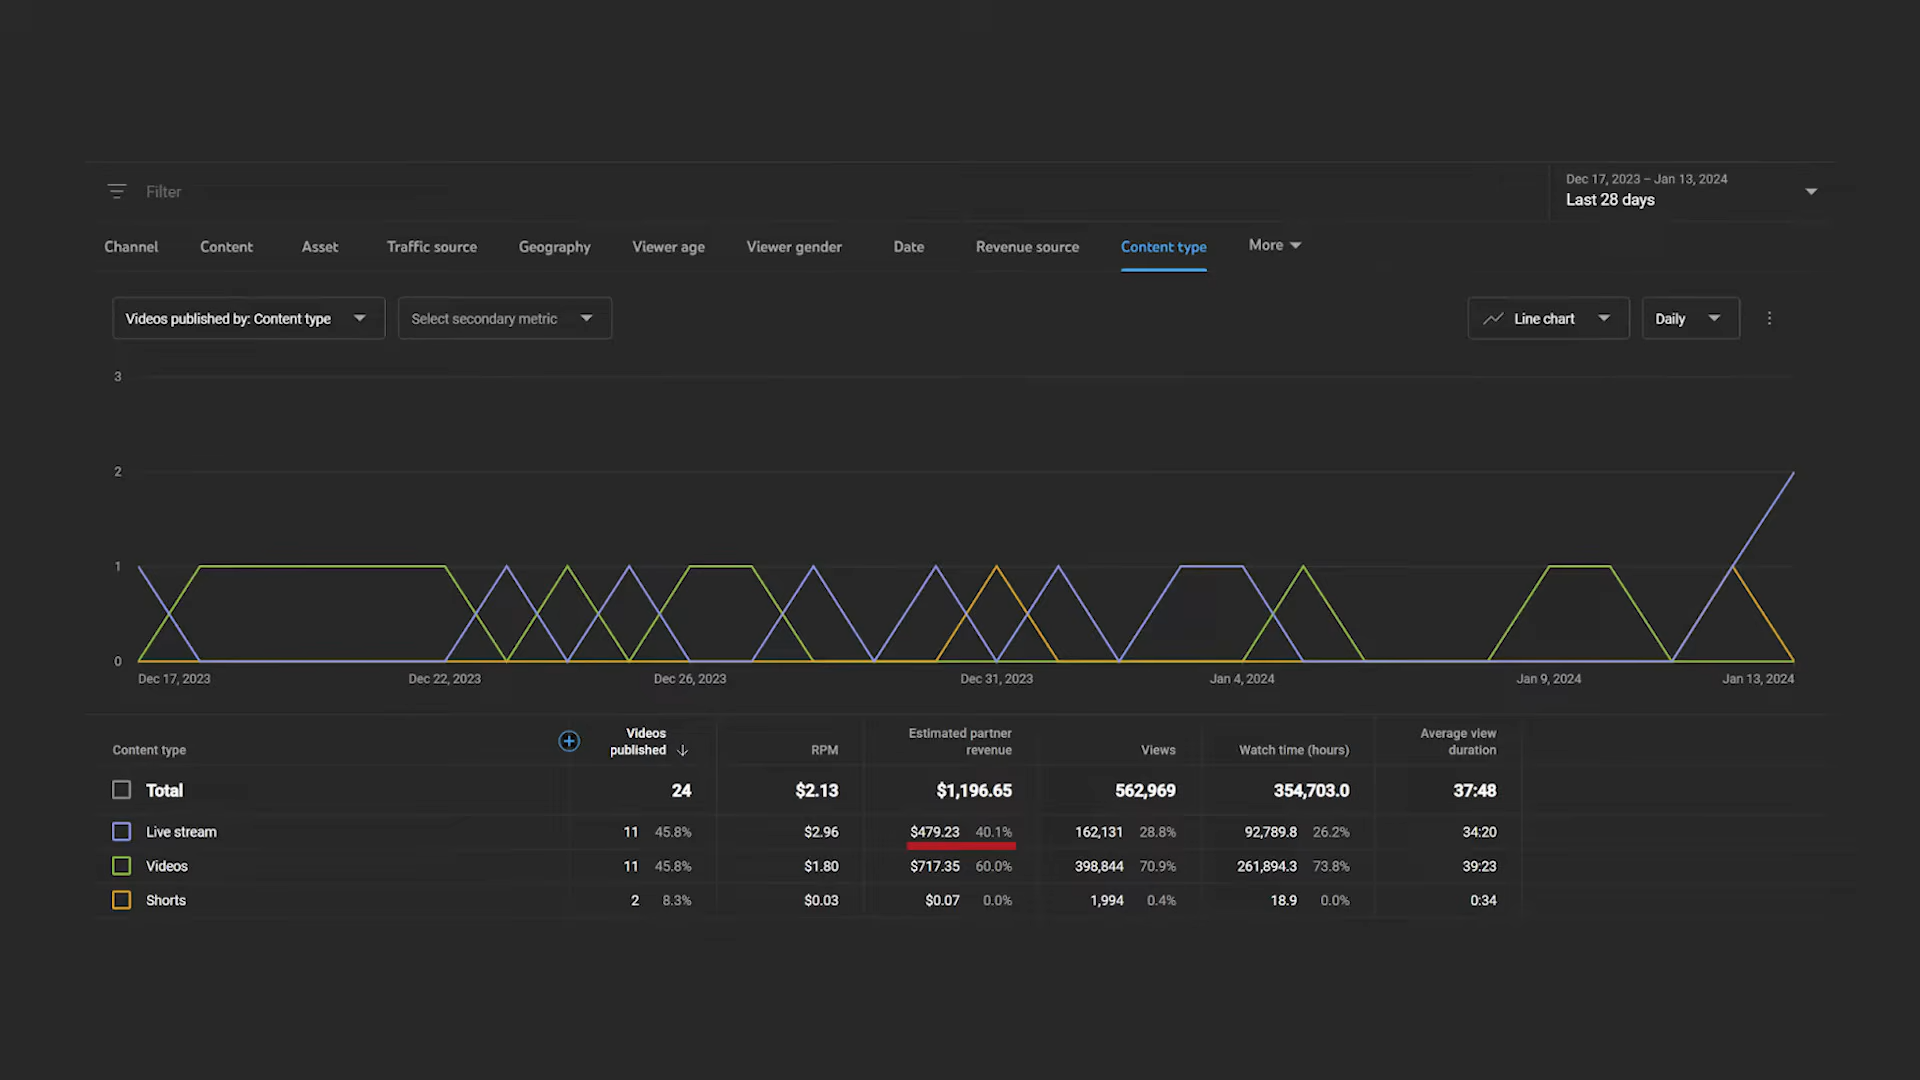 Filter
Dec 17, 2023 – Jan 13, 2024
Last 28 days
Channel Content Asset Traffic source Geography Viewer age Viewer gender Date Revenue source Content type More
Videos published by: Content type
Select secondary metric
Line chart
Daily
3
2
1
0
Dec 17, 2023 Dec 22, 2023 Dec 26, 2023 Dec 31, 2023 Jan 4, 2024 Jan 9, 2024 Jan 13, 2024
Content type
Videos
published
RPM
Estimated partner
revenue
Views
Watch time (hours)
Average view
duration
Total 24 $2.13 $1,196.65 562,969 354,703.0 37:48
Live stream 11 45.8% $2.96 $479.23 40.1% 162,131 28.8% 92,789.8 26.2% 34:20
Videos 11 45.8% $1.80 $717.35 60.0% 398,844 70.9% 261,894.3 73.8% 39:23
Shorts 2 8.3% $0.03 $0.07 0.0% 1,994 0.4% 18.9 0.0% 0:34